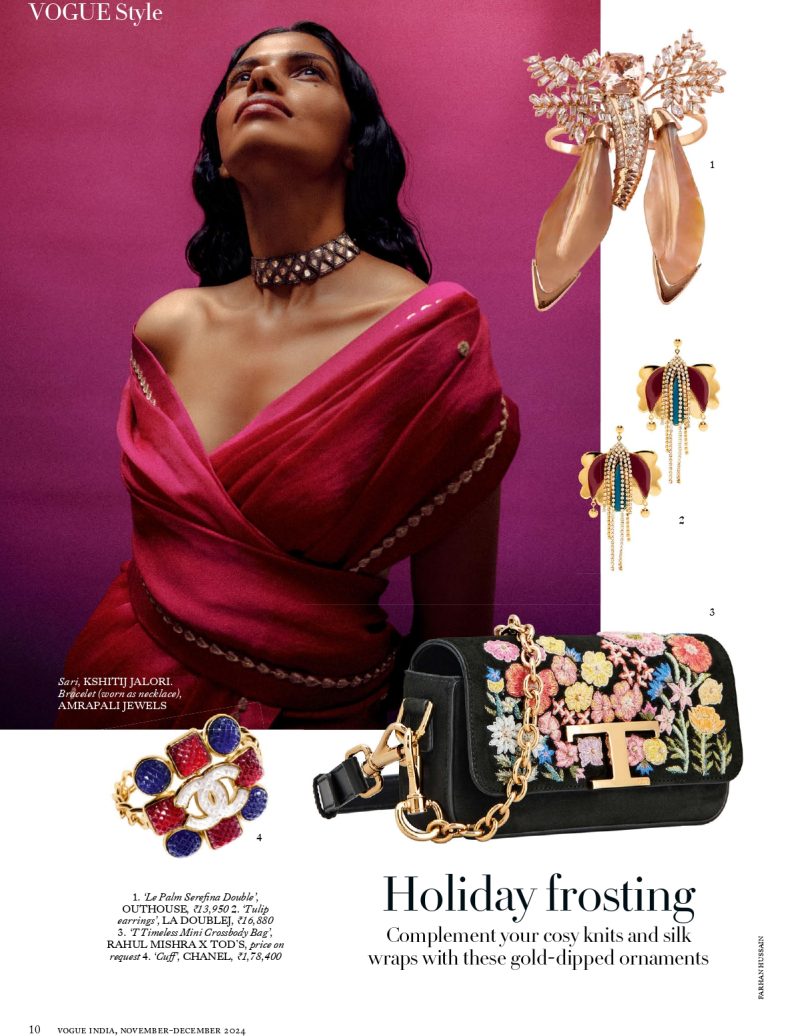 VOGUE Style
1
2
3
Sari, KSHITIJ JALORI.
Bracelet (worn as necklace),
AMRAPALI JEWELS
T
4
1. ‘Le Palm Serefina Double’,
OUTHOUSE, ₹13,950 2. ‘Tulip
earrings’, LA DOUBLEJ, ₹16,880
3. ‘T Timeless Mini Crossbody Bag’,
RAHUL MISHRA X TOD’S, price on
request 4. ‘Cuff’, CHANEL, ₹1,78,400
Holiday frosting
Complement your cosy knits and silk
wraps with these gold-dipped ornaments
FARHAN HUSSAIN
10 VOGUE INDIA, NOVEMBER–DECEMBER 2024